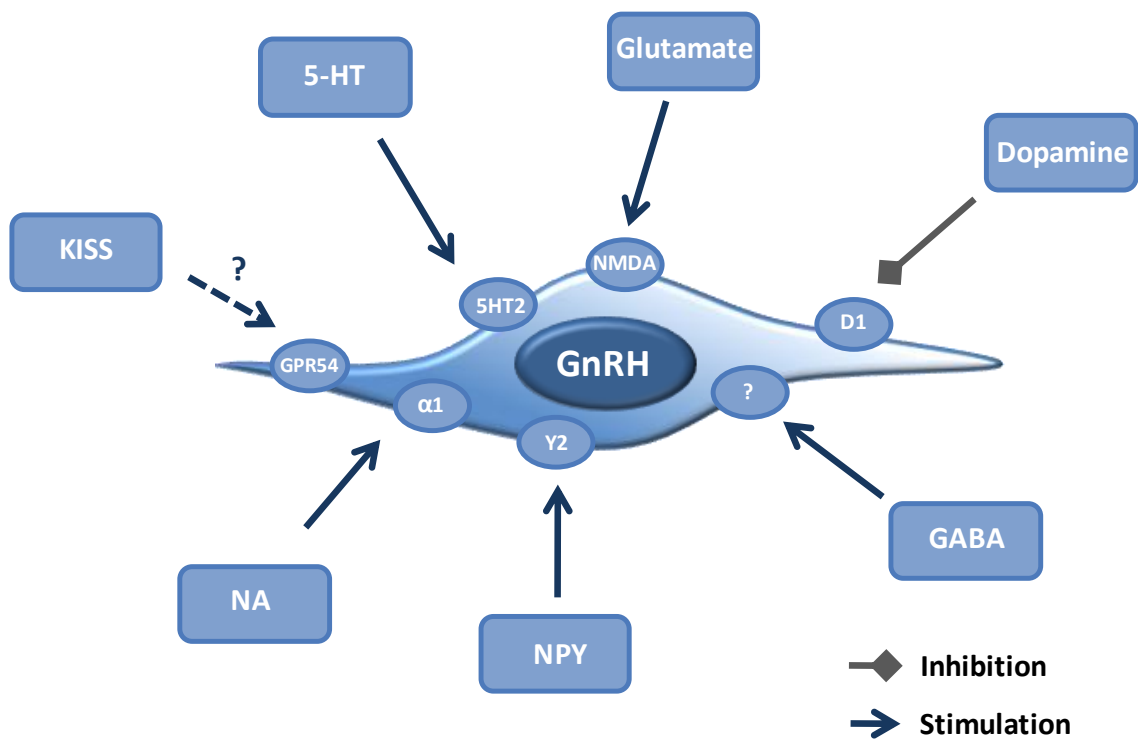 Glutamate
5-HT
Dopamine
KISS
?
NMDA
5HT2
D1
GPR54
GnRH
α1
?
Y2
GABA
NA
NPY
Inhibition
Stimulation